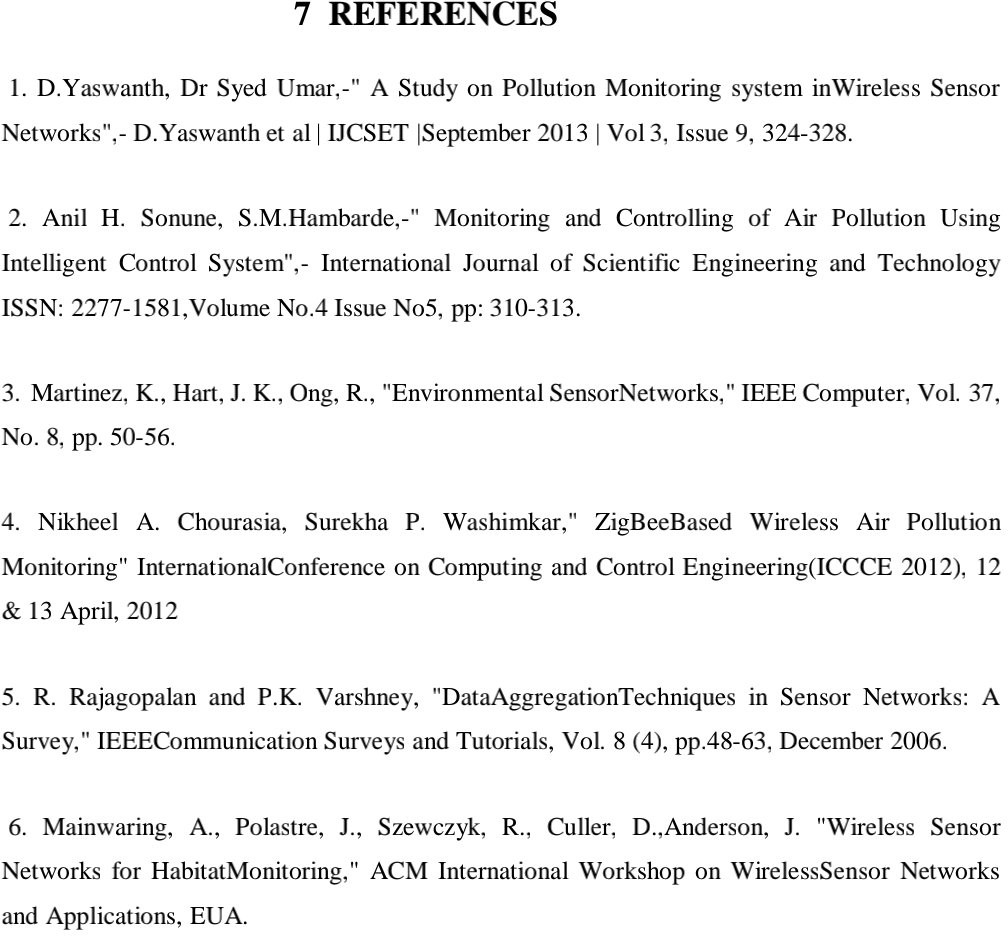 7 REFERENCES
1. D.Yaswanth, Dr Syed Umar,-" A Study on Pollution Monitoring system inWireless Sensor
Networks",- D.Yaswanth et al | IJCSET |September 2013 | Vol 3, Issue 9, 324-328.
2. Anil H. Sonune, S.M.Hambarde,-" Monitoring and Controlling of Air Pollution Using
Intelligent Control System",- International Journal of Scientific Engineering and Technology
ISSN: 2277-1581,Volume No.4 Issue No5, pp: 310-313.
3. Martinez, K., Hart, J. K., Ong, R., "Environmental SensorNetworks," IEEE Computer, Vol. 37,
No. 8, pp. 50-56.
4. Nikheel A. Chourasia, Surekha P. Washimkar," ZigBeeBased Wireless Air Pollution
Monitoring" InternationalConference on Computing and Control Engineering(ICCCE 2012), 12
& 13 April, 2012
5. R. Rajagopalan and P.K. Varshney, "DataAggregationTechniques in Sensor Networks: A
Survey," IEEECommunication Surveys and Tutorials, Vol. 8 (4), pp.48-63, December 2006.
6. Mainwaring, A., Polastre, J., Szewczyk, R., Culler, D.,Anderson, J. "Wireless Sensor
Networks for HabitatMonitoring," ACM International Workshop on WirelessSensor Networks
and Applications, EUA.